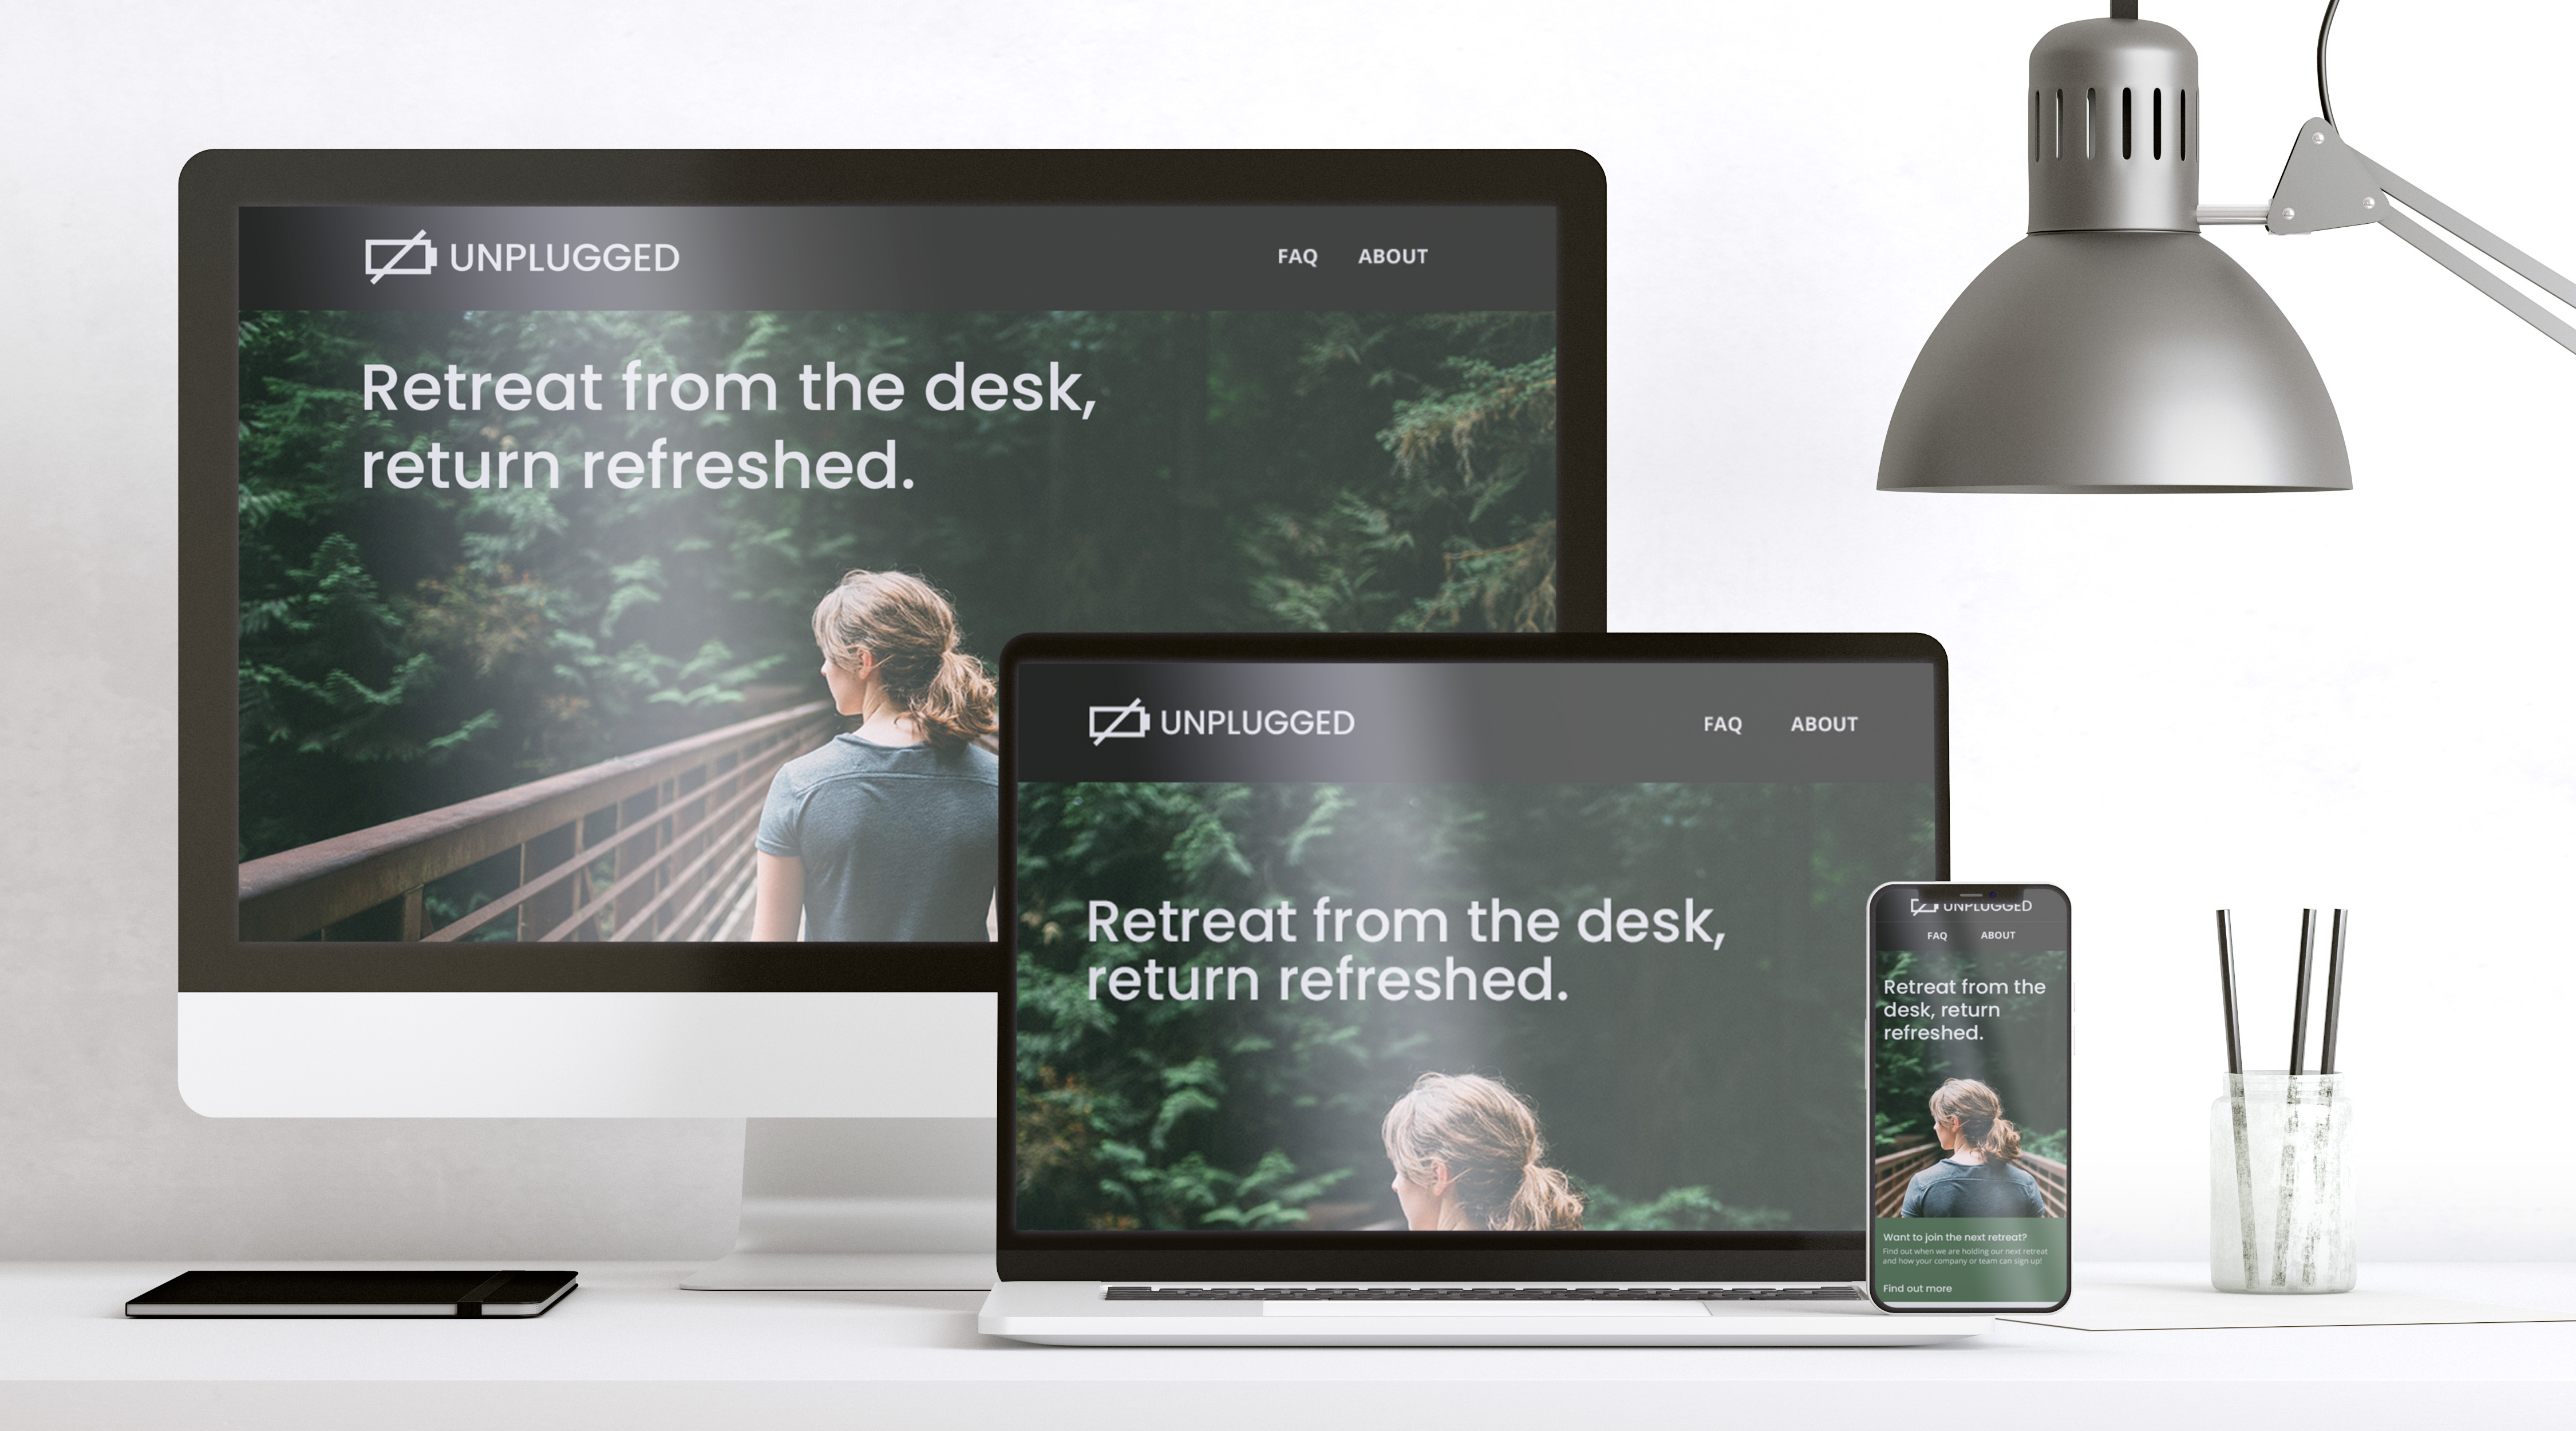 UNPLUGGED
FAQ ABOUT
Retreat from the desk,
return refreshed.
UNPLUGGED
FAQ ABOUT
Retreat from the desk,
return refreshed.
UNPLUGGED
FAQ ABOUT
Retreat from the
desk, return
refreshed.
Want to join the next retreat?
Find out when we are holding our next retreat
and how your company or team can sign up!
Find out more